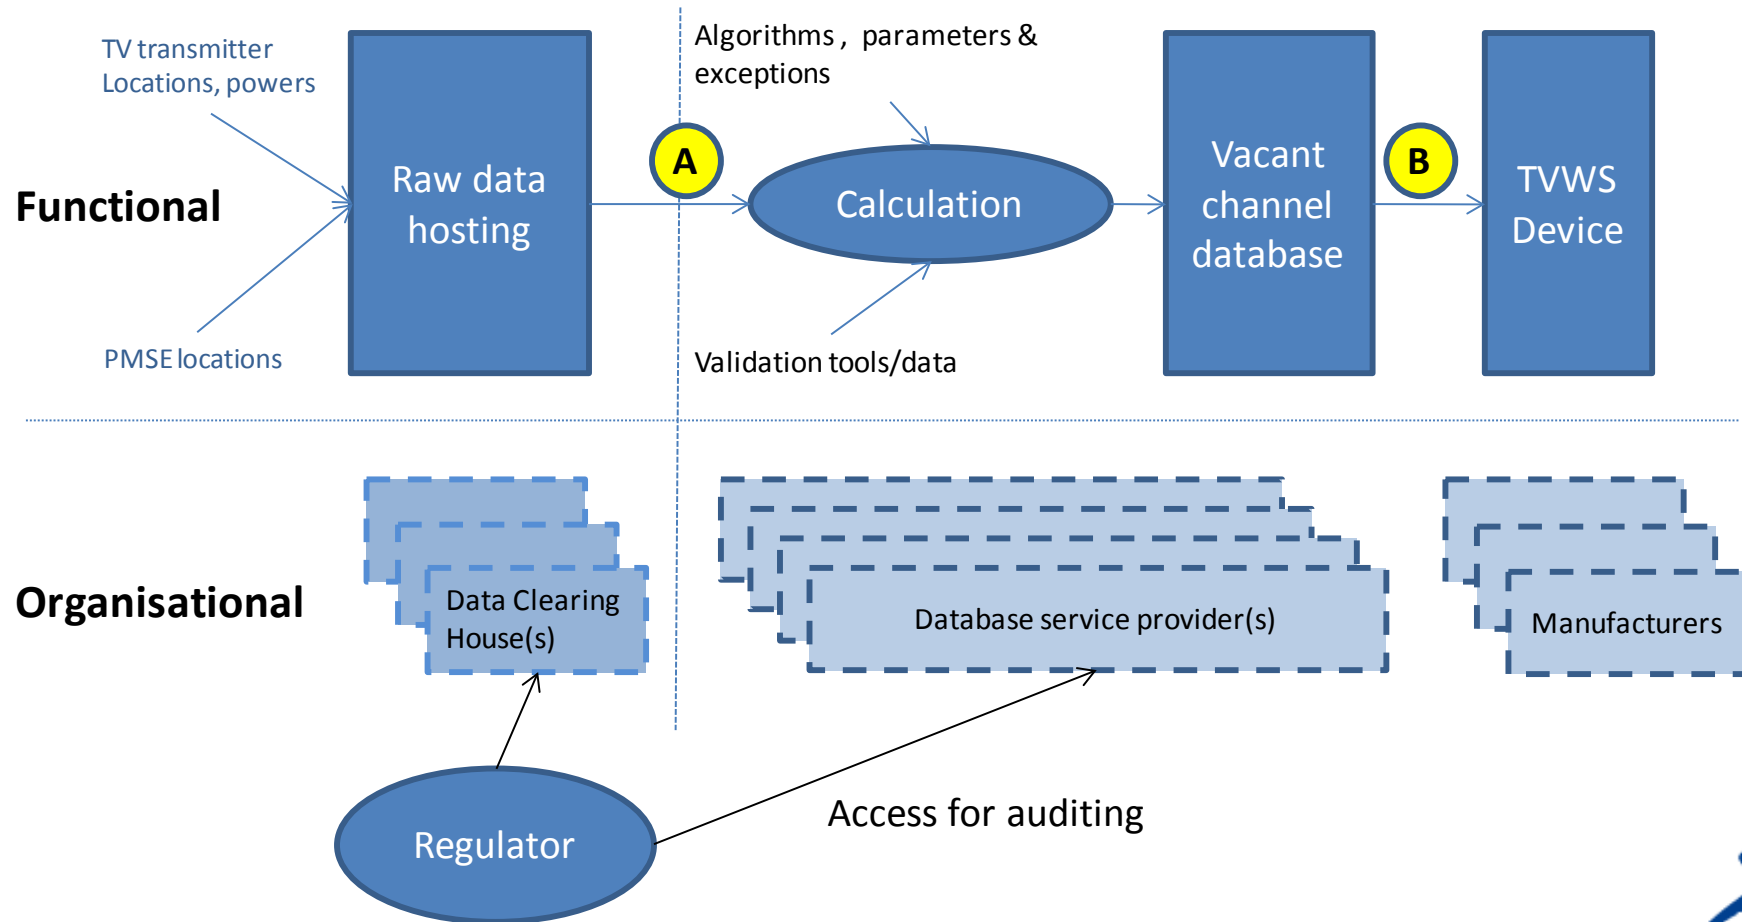 TV transmitter
Locations, powers
Algorithms , parameters &
exceptions
A
B
Raw data
hosting
Calculation
Vacant
channel
database
TVWS
Device
Functional
PMSE locations
Validation tools/data
Organisational
Data Clearing
House(s)
Database service provider(s)
Manufacturers
Access for auditing
Regulator